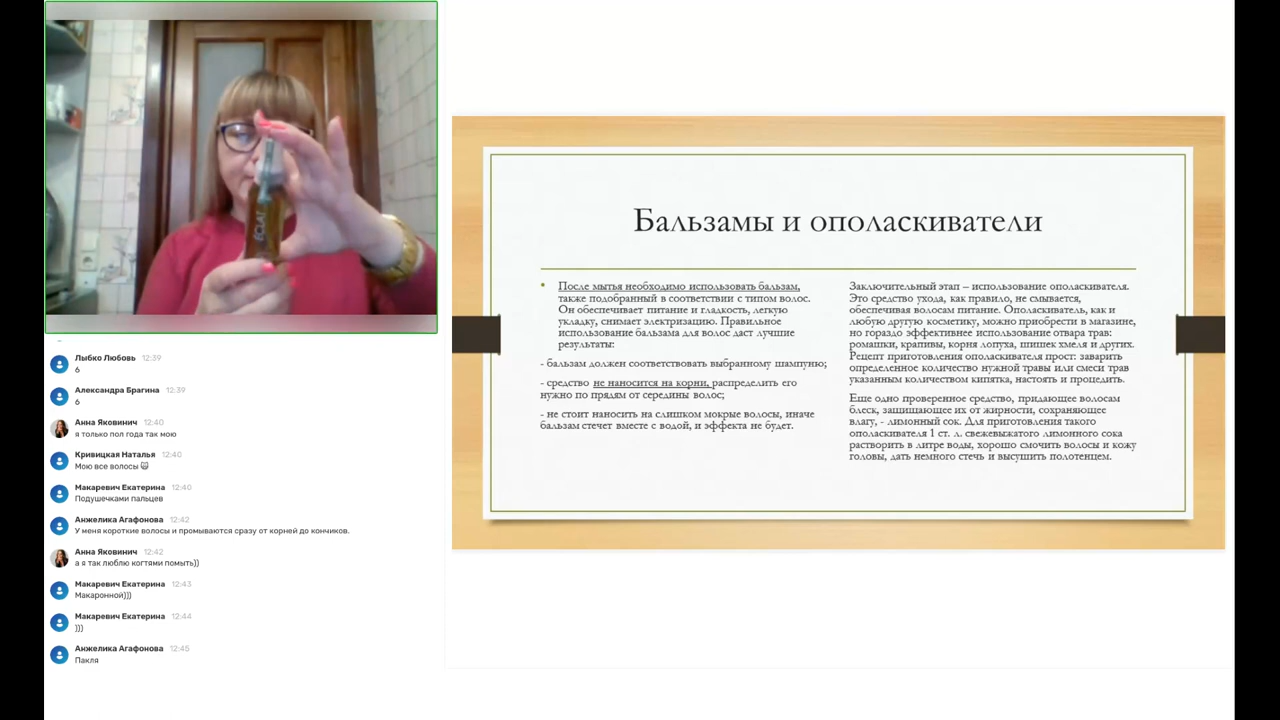 ÉCLAT
Лыбко Любовь 12:39
6
Александра Брагина 12:39
6
Анна Яковинич 12:40
я только пол года так мою
Кривицкая Наталья 12:40
Мою все волосы 🙀
Макаревич Екатерина 12:40
Подушечками пальцев
Анжелика Агафонова 12:42
У меня короткие волосы и промываются сразу от корней до кончиков.
Анна Яковинич 12:42
а я так люблю когтями помыть))
Макаревич Екатерина 12:43
Макаронной)))
Макаревич Екатерина 12:44
)))
Анжелика Агафонова 12:45
Пакля
Бальзамы и ополаскиватели
• После мытья необходимо использовать бальзам,
также подобранный в соответствии с типом волос.
Он обеспечивает питание и гладкость, легкую
укладку, снимает электризацию. Правильное
использование бальзама для волос даст лучшие
результаты:
- бальзам должен соответствовать выбранному шампуню;
- средство не наносится на корни, распределить его
нужно по прядям от середины волос;
- не стоит наносить на слишком мокрые волосы, иначе
бальзам стечет вместе с водой, и эффекта не будет.
Заключительный этап – использование ополаскивателя.
Это средство ухода, как правило, не смывается,
обеспечивая волосам питание. Ополаскиватель, как и
любую другую косметику, можно приобрести в магазине,
но гораздо эффективнее использование отвара трав:
ромашки, крапивы, корня лопуха, шишек хмеля и других.
Рецепт приготовления ополаскивателя прост: заварить
определенное количество нужной травы или смеси трав
указанным количеством кипятка, настоять и процедить.
Еще одно проверенное средство, придающее волосам
блеск, защищающее их от жирности, сохраняющее
влагу, - лимонный сок. Для приготовления такого
ополаскивателя 1 ст. л. свежевыжатого лимонного сока
растворить в литре воды, хорошо смочить волосы и кожу
головы, дать немного стечь и высушить полотенцем.